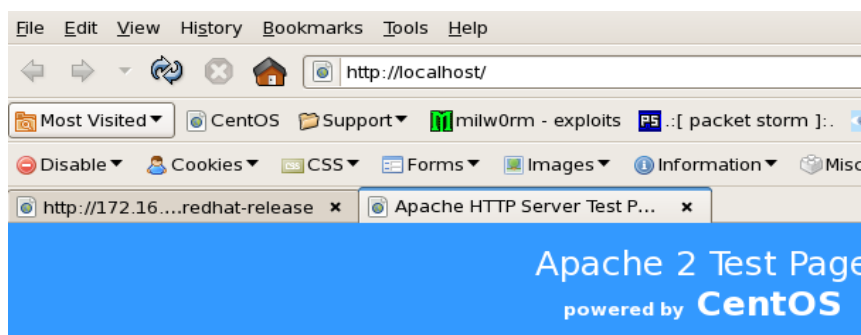 File Edit View History Bookmarks Tools Help
http://localhost/
Most Visited CentOS Support milw0rm - exploits PS .:[ packet storm ]:.
Disable Cookies CSS CSS Forms Images Information Misc
http://172.16....redhat-release Apache HTTP Server Test P...
Apache 2 Test Page
powered by CentOS